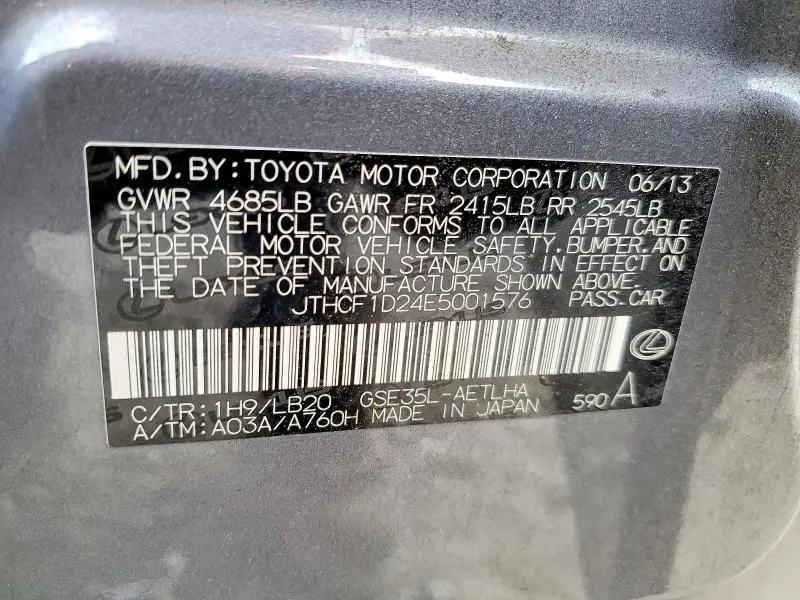 MFD. BY: TOYOTA MOTOR CORPORATION 06/13
GVWR 4685LB GAWR FR 2415LB RR 2545LB
THIS VEHICLE CONFORMS TO ALL APPLICABLE
FEDERAL MOTOR VEHICLE SAFETY, BUMPER, AND
THEFT PREVENTION STANDARDS IN EFFECT ON
THE DATE OF MANUFACTURE SHOWN ABOVE.
JTHCF1D24E5001576 PASS. CAR
C/TR: 1H9/LB20 GSE35L-AETLHA
A/TM: A03A/A760H MADE IN JAPAN 590 A